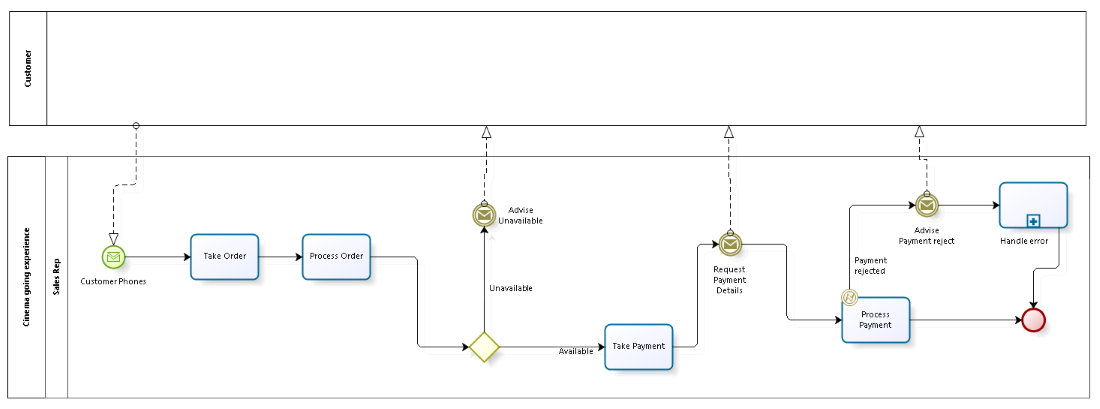 Customer
Cinema going experience
Sales Rep
Customer Phones
Take Order
Process Order
Advise
Unavailable
Unavailable
Available
Take Payment
Request
Payment
Details
Payment
rejected
Process
Payment
Advise
Payment reject
Handle error